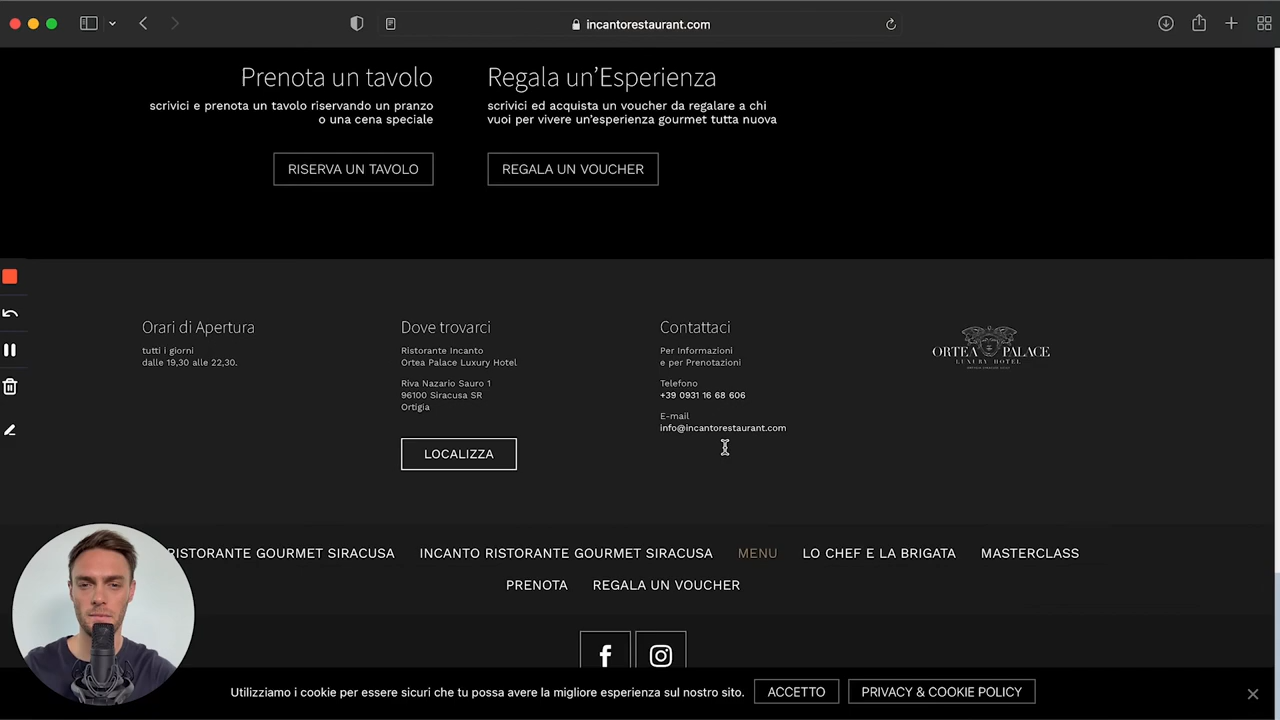 incantorestaurant.com
Prenota un tavolo
scrivici e prenota un tavolo riservando un pranzo
o una cena speciale
RISERVA UN TAVOLO
Regala un'Esperienza
scrivici ed acquista un voucher da regalare a chi
vuoi per vivere un'esperienza gourmet tutta nuova
REGALA UN VOUCHER
Orari di Apertura
tutti i giorni
dalle 19,30 alle 22,30.
Dove trovarci
Ristorante Incanto
Ortea Palace Luxury Hotel
Riva Nazario Sauro 1
96100 Siracusa SR
Ortigia
LOCALIZZA
Contattaci
Per Informazioni
e per Prenotazioni
Telefono
+39 0931 16 68 606
E-mail
info@incantorestaurant.com
ORTEA PALACE
LUXURY HOTEL
RISTORANTE GOURMET SIRACUSA INCANTO RISTORANTE GOURMET SIRACUSA MENU LO CHEF E LA BRIGATA MASTERCLASS
PRENOTA REGALA UN VOUCHER
Utilizziamo i cookie per essere sicuri che tu possa avere la migliore esperienza sul nostro sito. ACCETTO PRIVACY & COOKIE POLICY